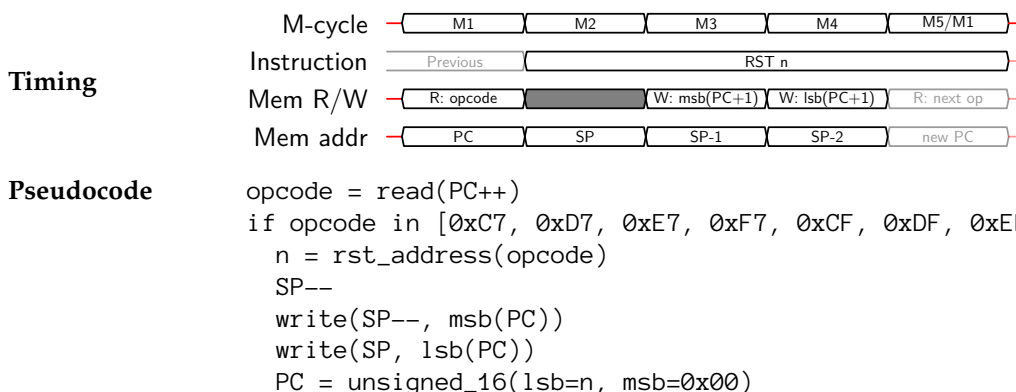 Timing
M-cycle M1 M2 M3 M4 M5/M1
Instruction Previous RST n
Mem R/W R: opcode W: msb(PC+1) W: lsb(PC+1) R: next op
Mem addr PC SP SP-1 SP-2 new PC
Pseudocode opcode = read(PC++)
if opcode in [0xC7, 0xD7, 0xE7, 0xF7, 0xCF, 0xDF,
n = rst_address(opcode)
SP--
write(SP--, msb(PC))
write(SP, lsb(PC))
PC = unsigned_16(lsb=n, msb=0x00)